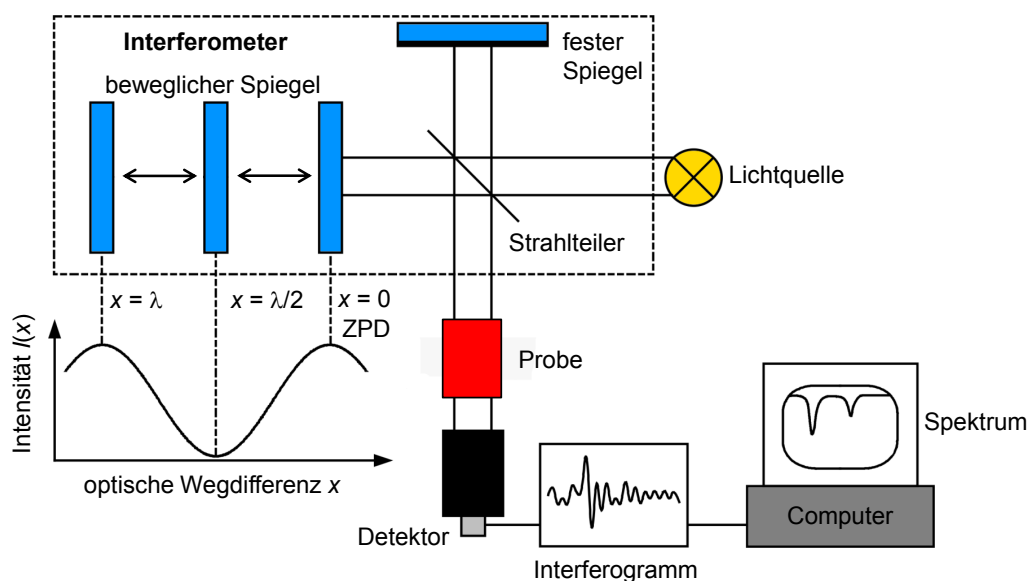 Interferometer
fester
Spiegel
beweglicher Spiegel
Lichtquelle
Strahlteiler
x = λ
x = λ/2
x = 0
ZPD
Intensität I(x)
optische Wegdifferenz x
Probe
Spektrum
Computer
Detektor
Interferogramm